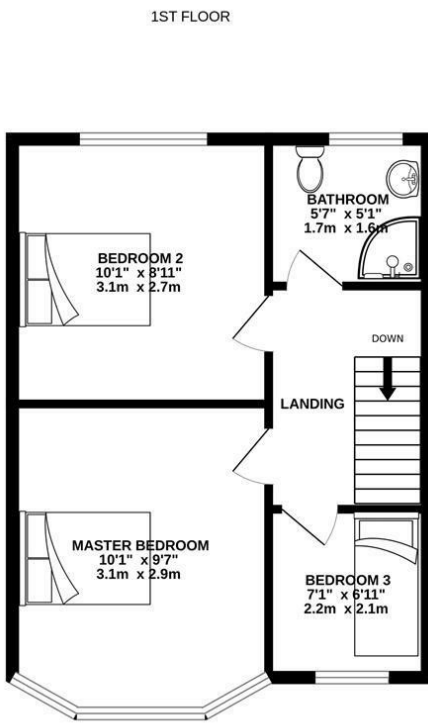 1ST FLOOR
BATHROOM
5'7" x 5'1"
1.7m x 1.6m
BEDROOM 2
10'1" x 8'11"
3.1m x 2.7m
DOWN
LANDING
MASTER BEDROOM
10'1" x 9'7"
3.1m x 2.9m
BEDROOM 3
7'1" x 6'11"
2.2m x 2.1m